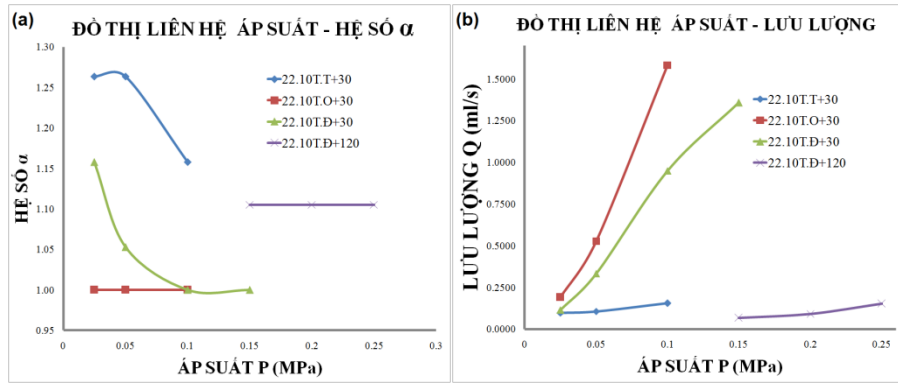 (a)
ĐỒ THỊ LIÊN HỆ ÁP SUẤT - HỆ SỐ α
1.30
1.25
1.20
1.15
1.10
1.05
1.00
0.95
HỆ SỐ α
22.10T.T+30
22.10T.O+30
22.10T.Đ+30
22.10T.Đ+120
0
0.05
0.1
0.15
0.2
0.25
0.3
ÁP SUẤT P (MPa)
(b)
ĐỒ THỊ LIÊN HỆ ÁP SUẤT - LƯU LƯỢNG
1.5000
1.2500
1.0000
0.7500
0.5000
0.2500
0.0000
LƯU LƯỢNG Q (ml/s)
22.10T.T+30
22.10T.O+30
22.10T.Đ+30
22.10T.Đ+120
0
0.05
0.1
0.15
0.2
0.25
ÁP SUẤT P (MPa)